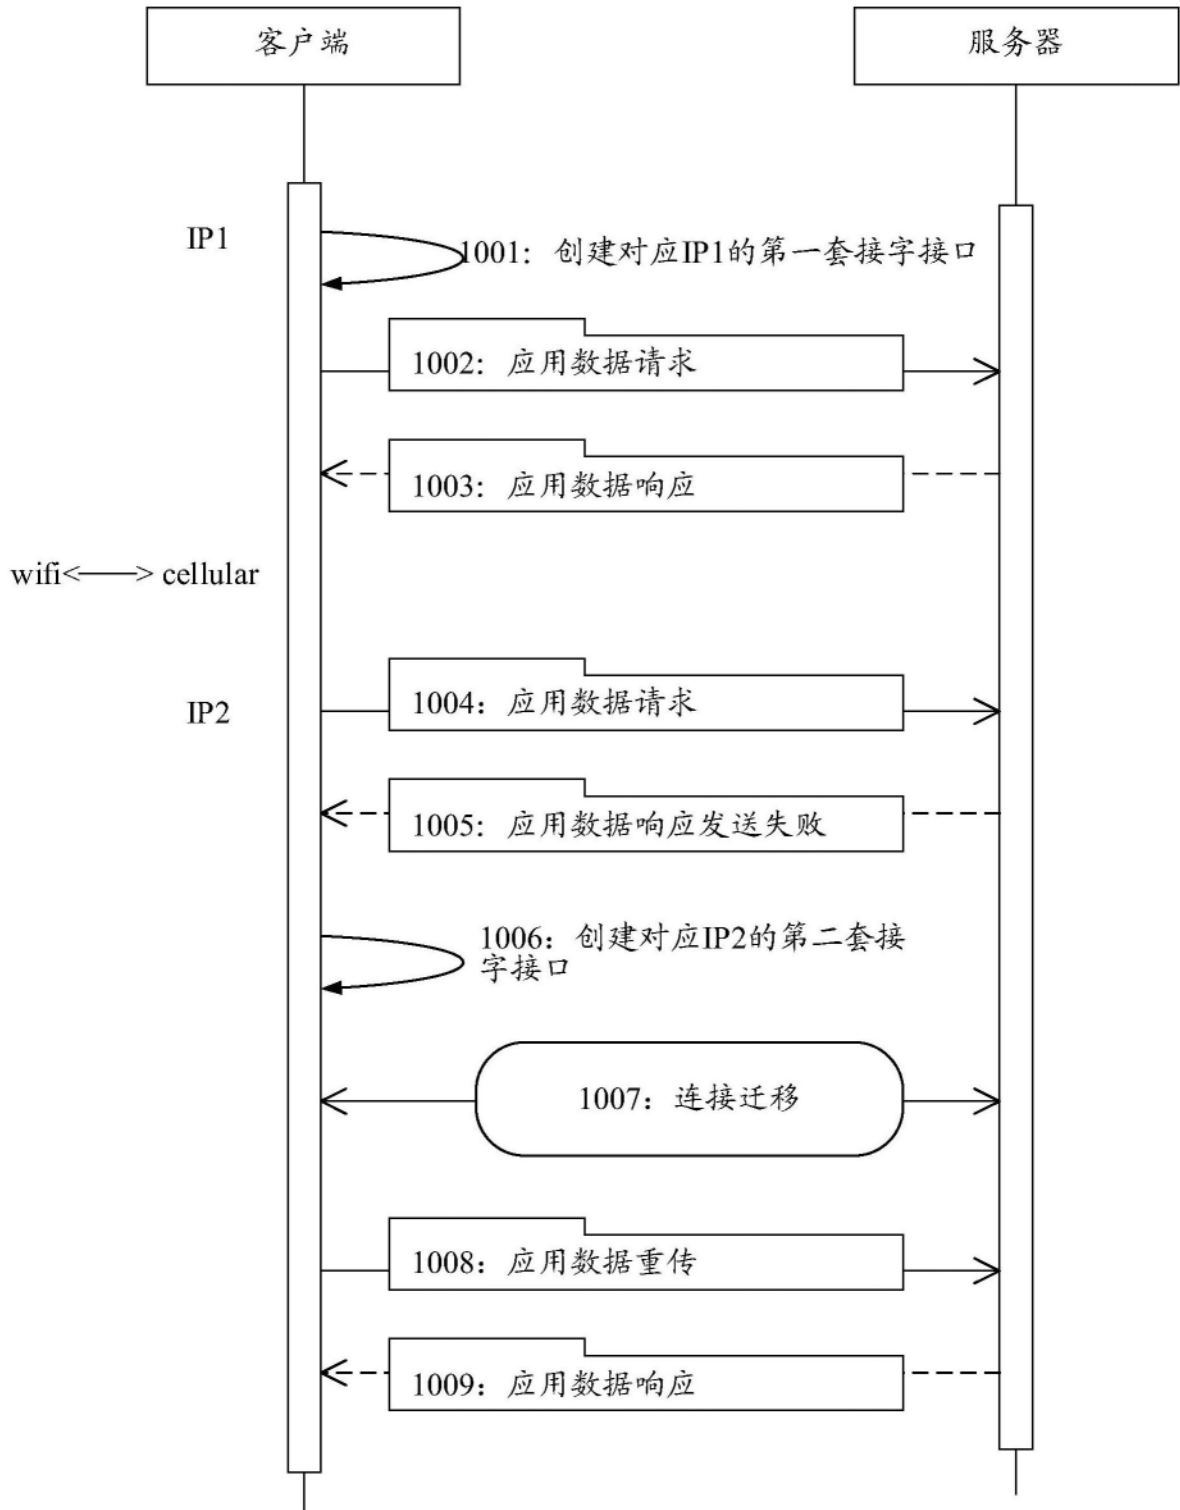 客户端
服务器
IP1
1001：创建对应IP1的第一套接字接口
1002：应用数据请求
1003：应用数据响应
wifi<——> cellular
1004：应用数据请求
IP2
1005：应用数据响应发送失败
1006：创建对应IP2的第二套接
字接口
1007：连接迁移
1008：应用数据重传
1009：应用数据响应